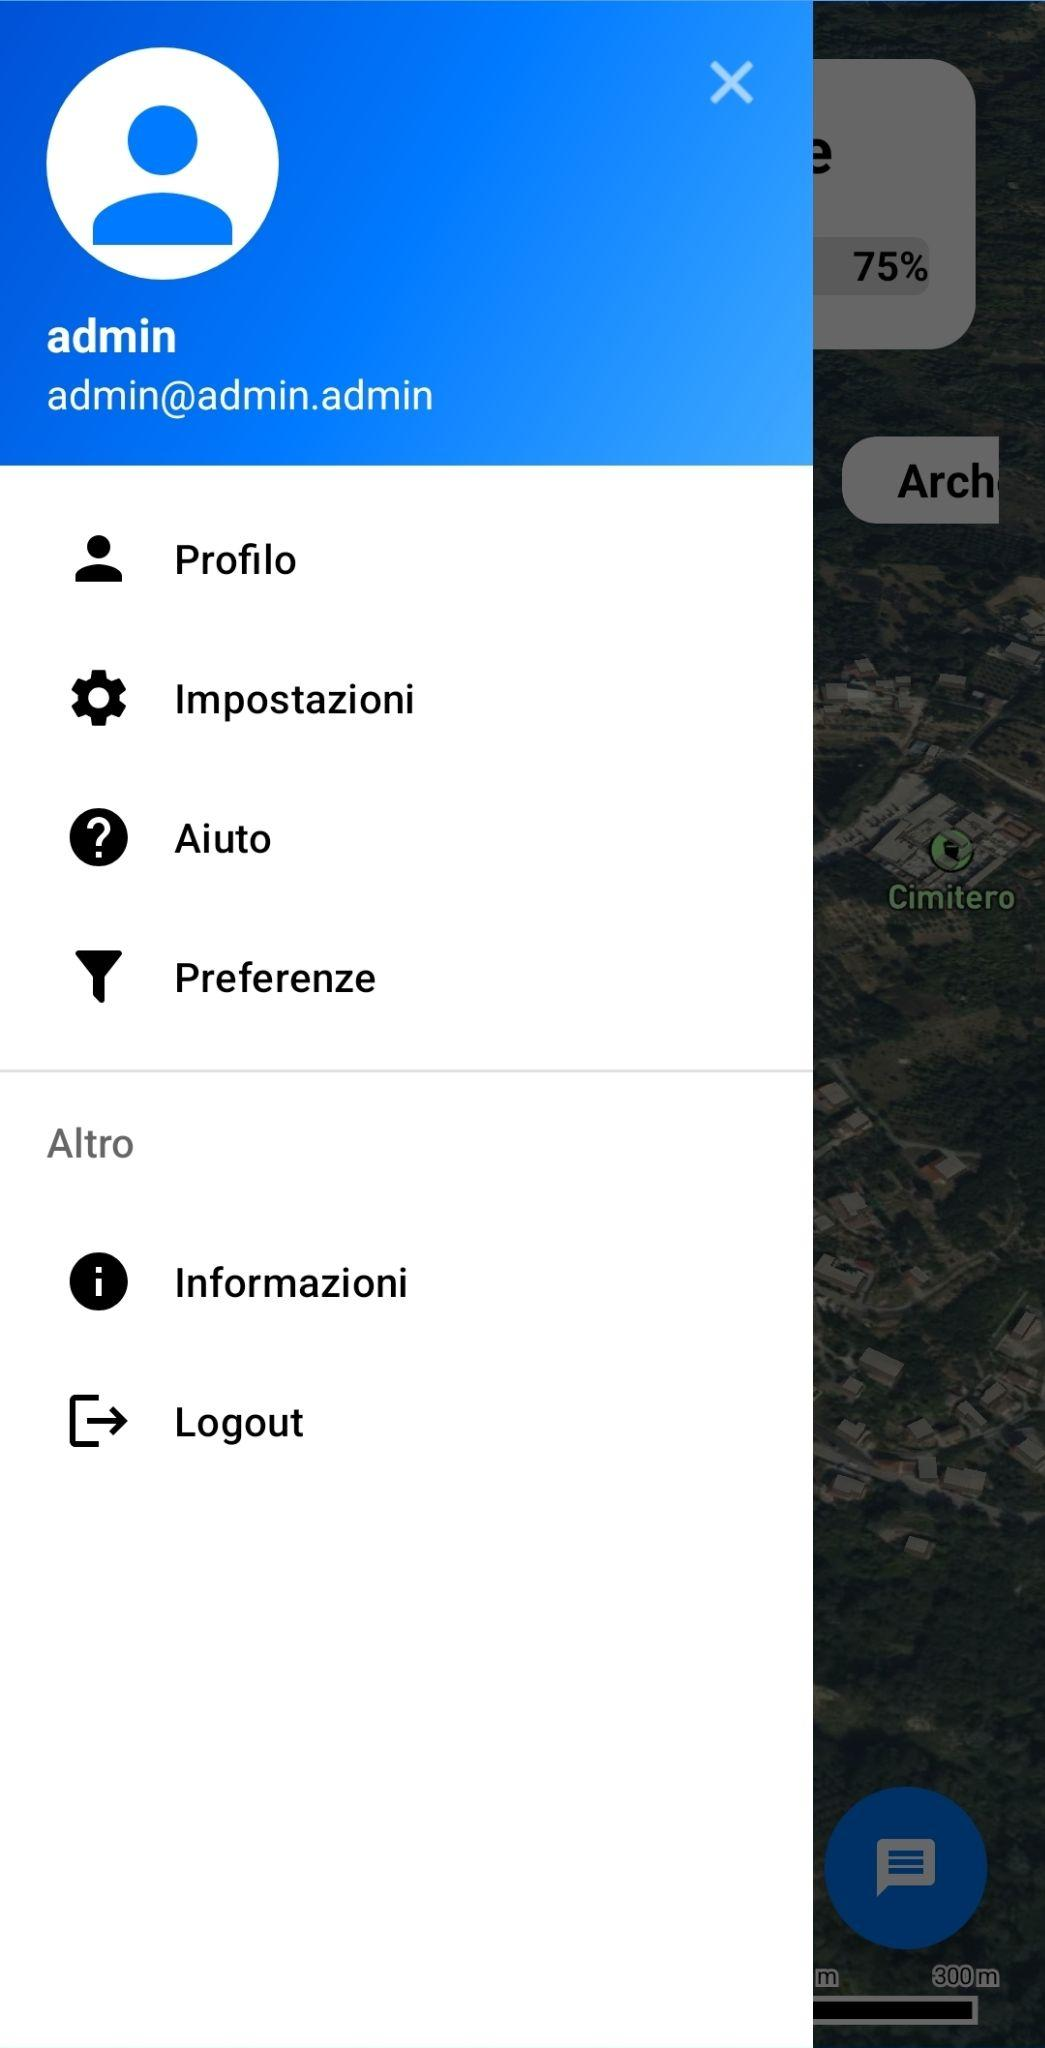 admin
admin@admin.admin
Profilo
Impostazioni
Aiuto
Preferenze
Altro
Informazioni
Logout
75%
Cimitero
300 m